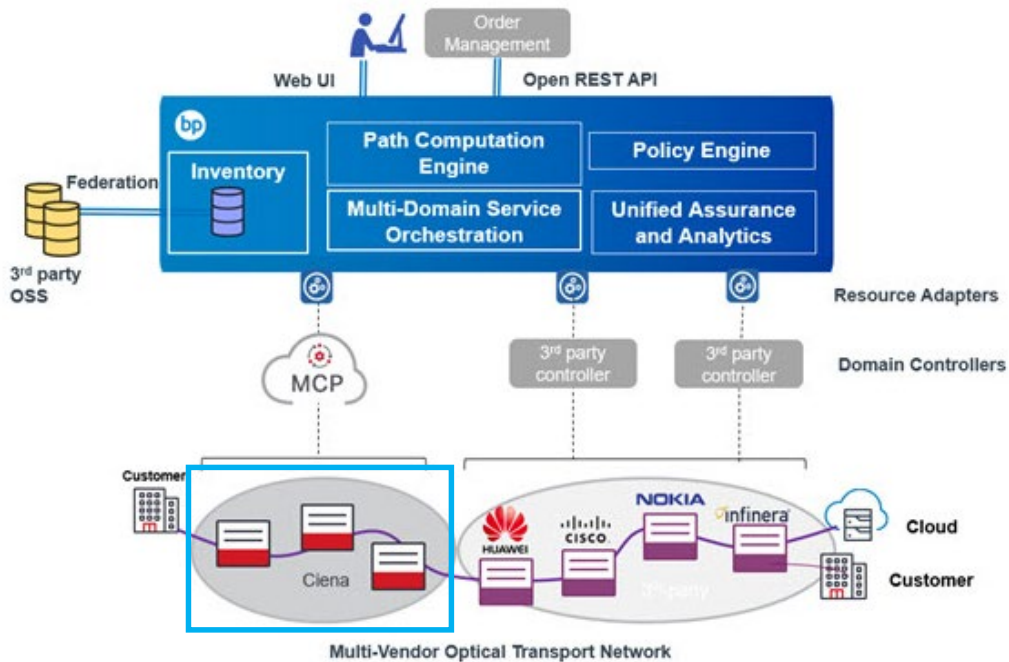 Order
Management
Web UI
Open REST API
bp
Path Computation
Engine
Policy Engine
Inventory
Federation
Multi-Domain Service
Orchestration
Unified Assurance
and Analytics
3rd party
OSS
Resource Adapters
MCP
3rd party
controller
3rd party
controller
Domain Controllers
Customer
Ciena
HUAWEI
CISCO
NOKIA
infinera
3rd party
Cloud
Customer
Multi-Vendor Optical Transport Network